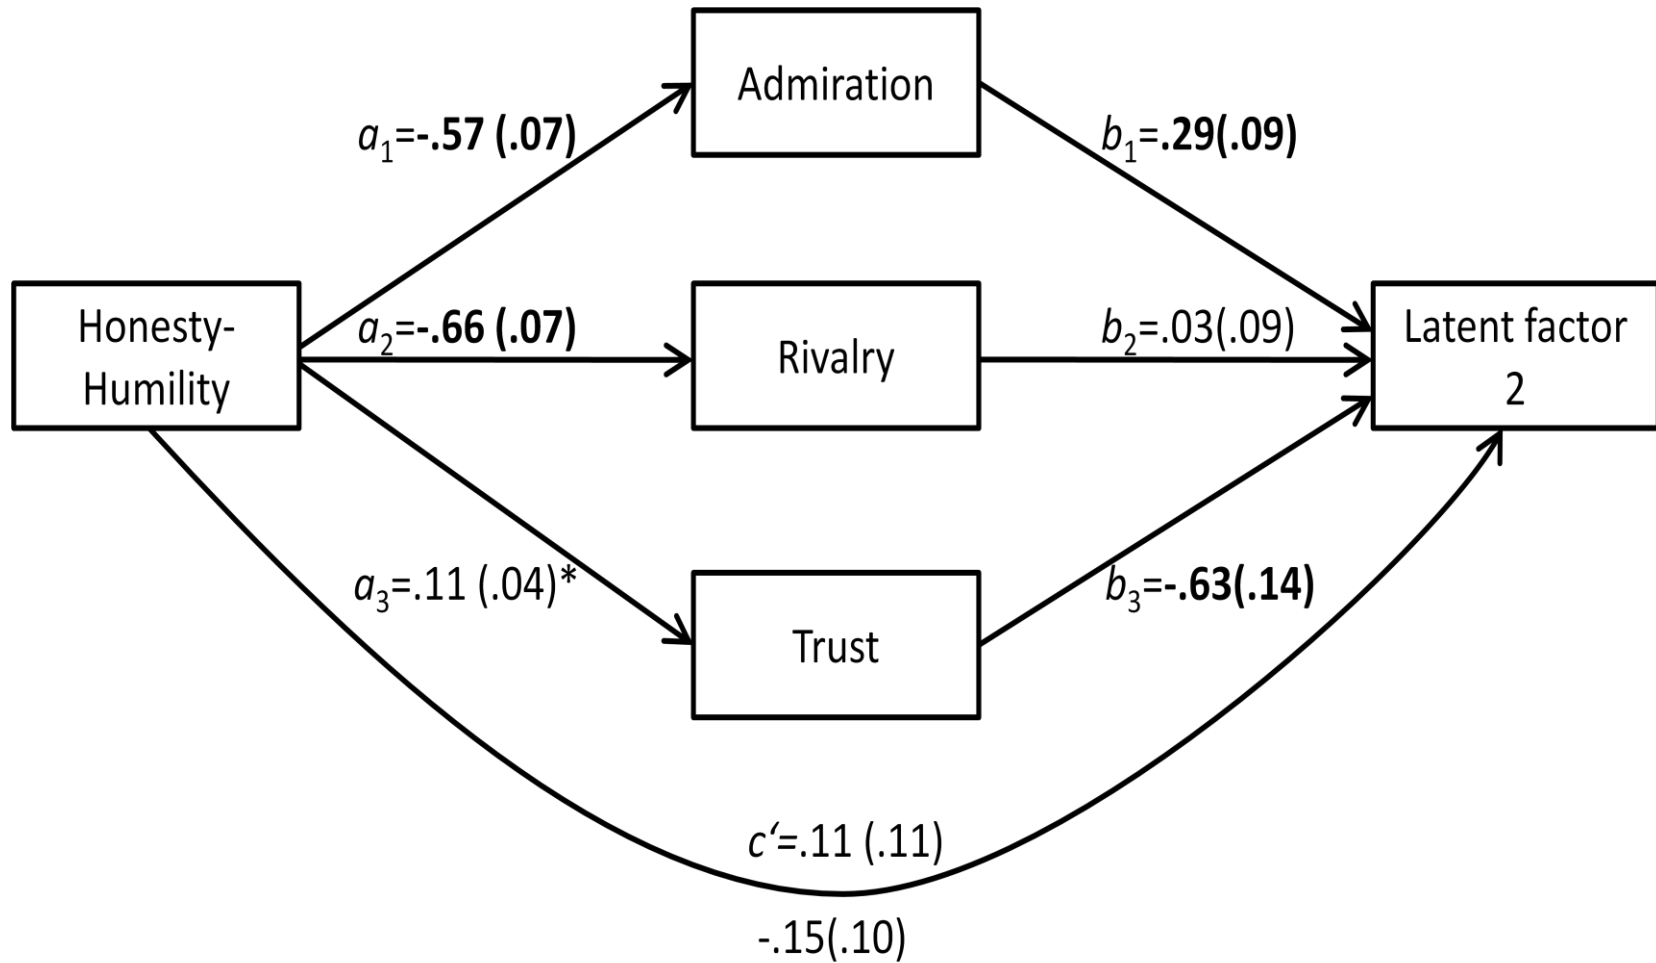 Admiration
a1=-.57 (.07)
b1=.29(.09)
Honesty-
Humility
a2=-.66 (.07)
Rivalry
b2=.03(.09)
Latent factor
2
a3=.11 (.04)*
Trust
b3=-.63(.14)
c‘=.11 (.11)
-.15(.10)